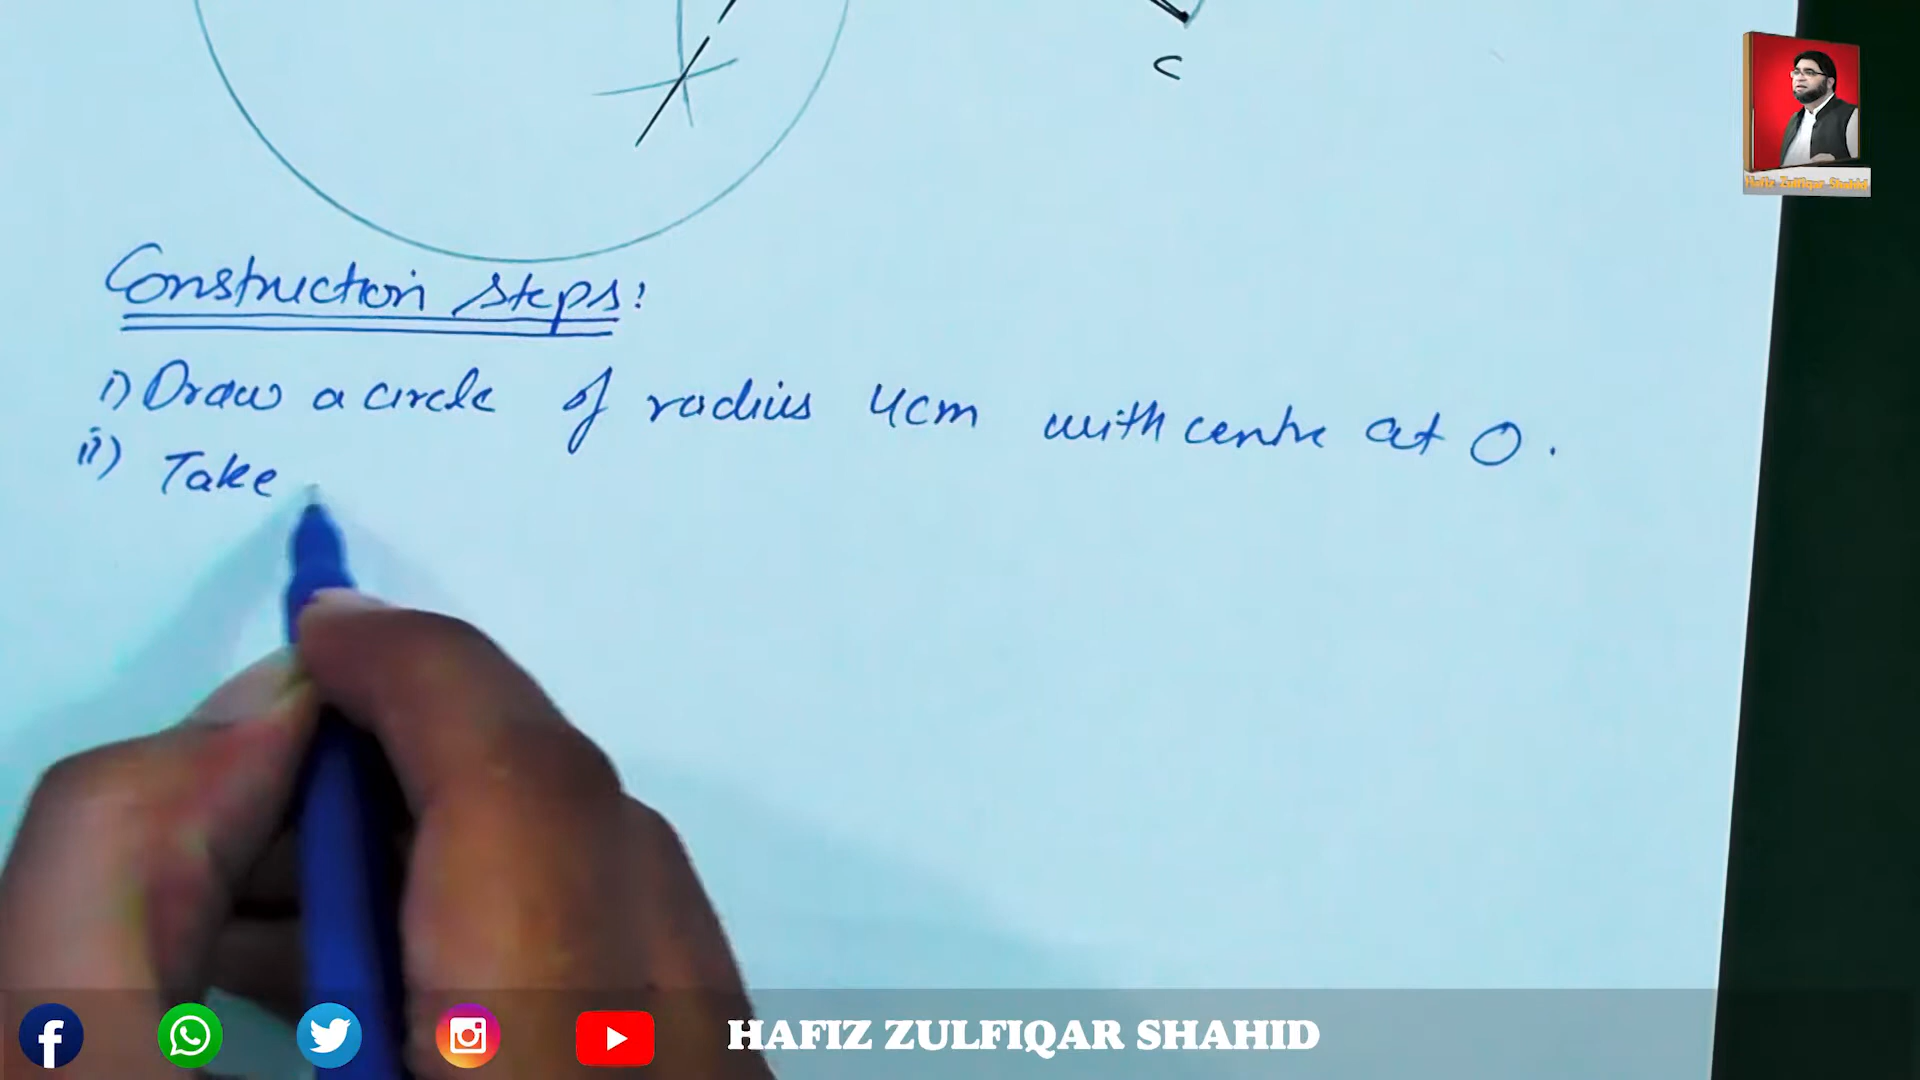 C
Hafiz Zulfiqar Shahid
Construction steps:
i) Draw a circle of radius 4cm with centre at O.
ii) Take
HAFIZ ZULFIQAR SHAHID